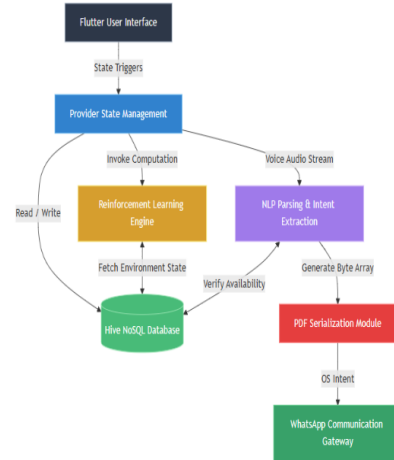 Flutter User Interface
State Triggers
Provider State Management
Invoke Computation
Voice Audio Stream
Read / Write
Reinforcement Learning
Engine
NLP Parsing & Intent
Extraction
Fetch Environment State
Verify Availability
Generate Byte Array
Hive NoSQL Database
PDF Serialization Module
OS Intent
WhatsApp Communication
Gateway